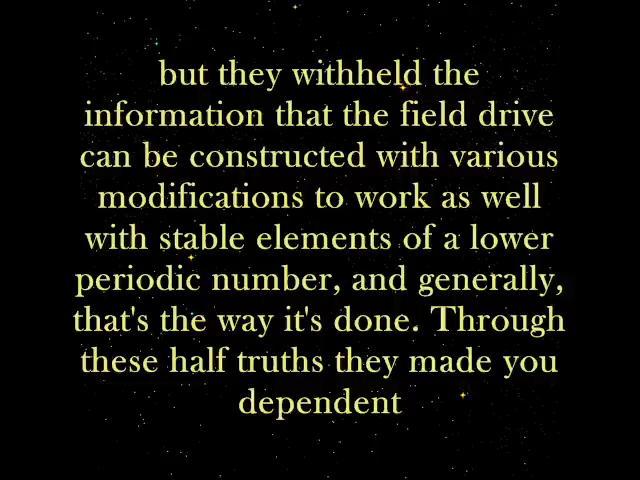 but they withheld the
information that the field drive
can be constructed with various
modifications to work as well
with stable elements of a lower
periodic number, and generally,
that's the way it's done. Through
these half truths they made you
dependent